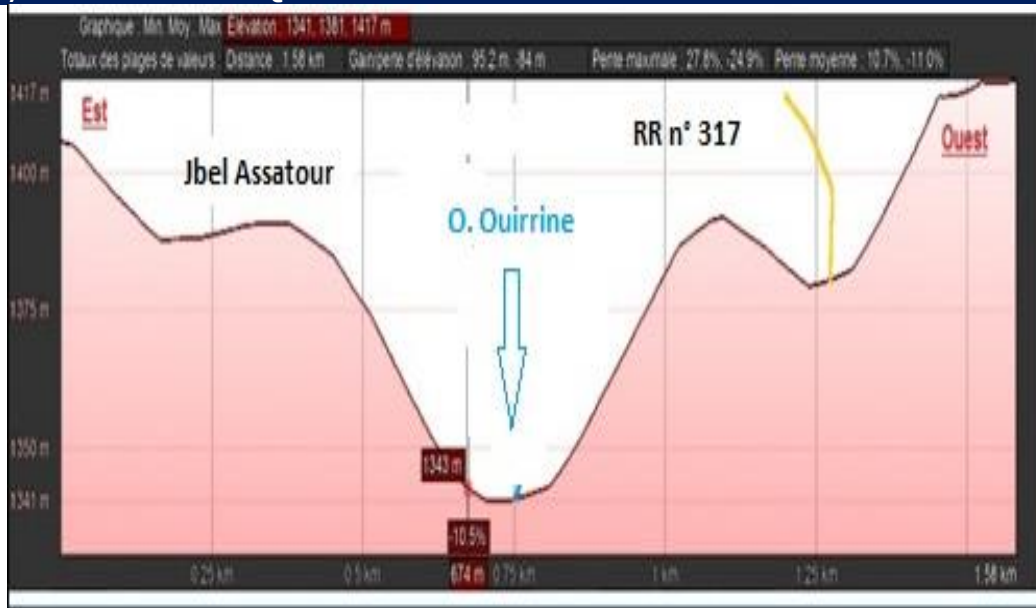 Graphique : Min. Moy. Max. Élévation : 1341, 1381, 1417 m
Totaux des plages de valeurs : Distance : 1.58 km Gain/perte d'élévation : 95.2 m, -84 m Pente maximale : 27.8%, -24.9% Pente moyenne : 10.7%, -11.0%
1417 m
Est
RR n° 317
Ouest
1400 m
Jbel Assatour
O. Ouirrine
1375 m
1350 m
1343 m
1341 m
-10.5%
0.25 km 0.5 km 674 m 0.75 km 1 km 1.25 km 1.58 km